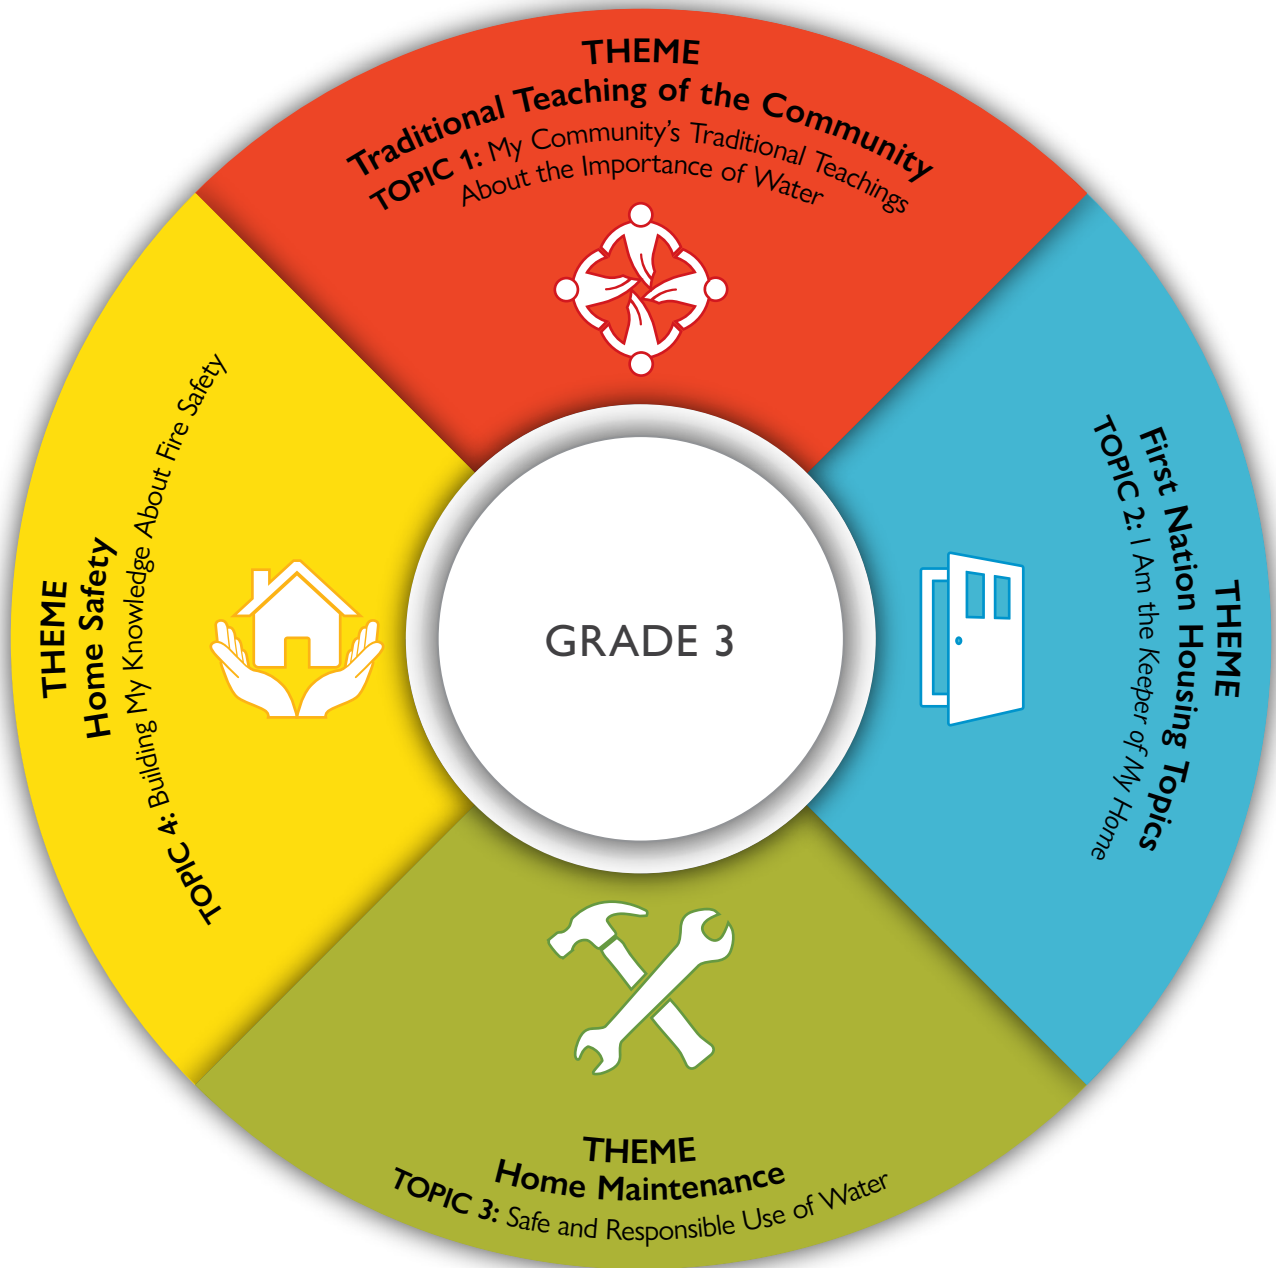 THEME
Traditional Teaching of the Community
TOPIC 1: My Community’s Traditional Teachings
About the Importance of Water
THEME
First Nation Housing Topics
TOPIC 2: I Am the Keeper of My Home
THEME
Home Maintenance
TOPIC 3: Safe and Responsible Use of Water
THEME
Home Safety
TOPIC 4: Building My Knowledge About Fire Safety
GRADE 3